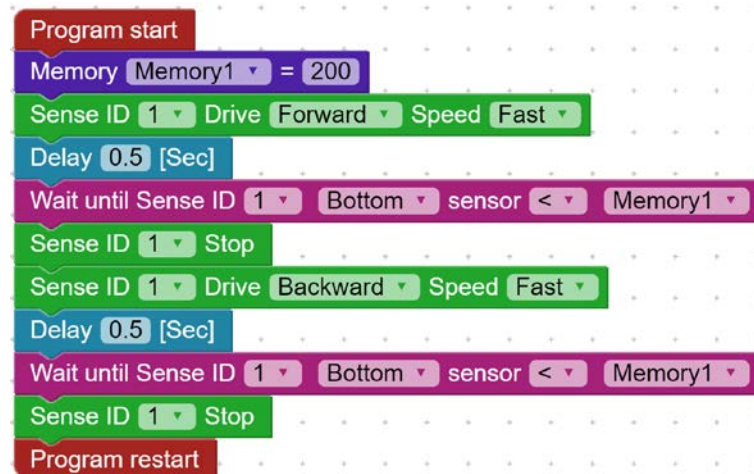 Program start
Memory Memory1 = 200
Sense ID 1 Drive Forward Speed Fast
Delay 0.5 [Sec]
Wait until Sense ID 1 Bottom sensor < Memory1
Sense ID 1 Stop
Sense ID 1 Drive Backward Speed Fast
Delay 0.5 [Sec]
Wait until Sense ID 1 Bottom sensor < Memory1
Sense ID 1 Stop
Program restart